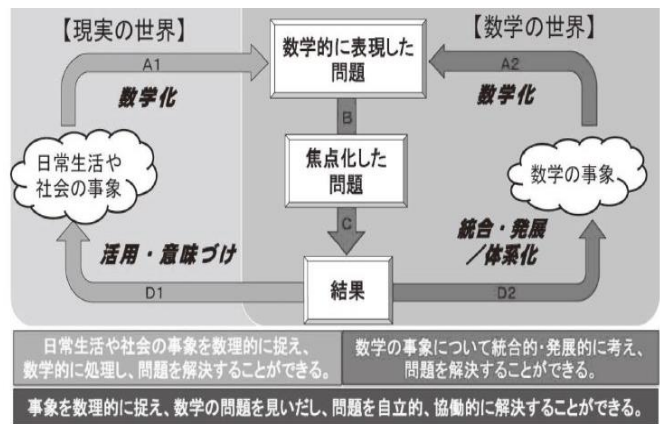 【現実の世界】
【数学の世界】
A1
数学化
数学的に表現した
問題
A2
数学化
B
日常生活や
社会の事象
焦点化した
問題
数学の事象
C
活用・意味づけ
統合・発展
／体系化
D1
結果
D2
日常生活や社会の事象を数理的に捉え、
数学的に処理し、問題を解決することができる。
数学の事象について統合的・発展的に考え、
問題を解決することができる。
事象を数理的に捉え、数学の問題を見いだし、問題を自立的、協働的に解決することができる。